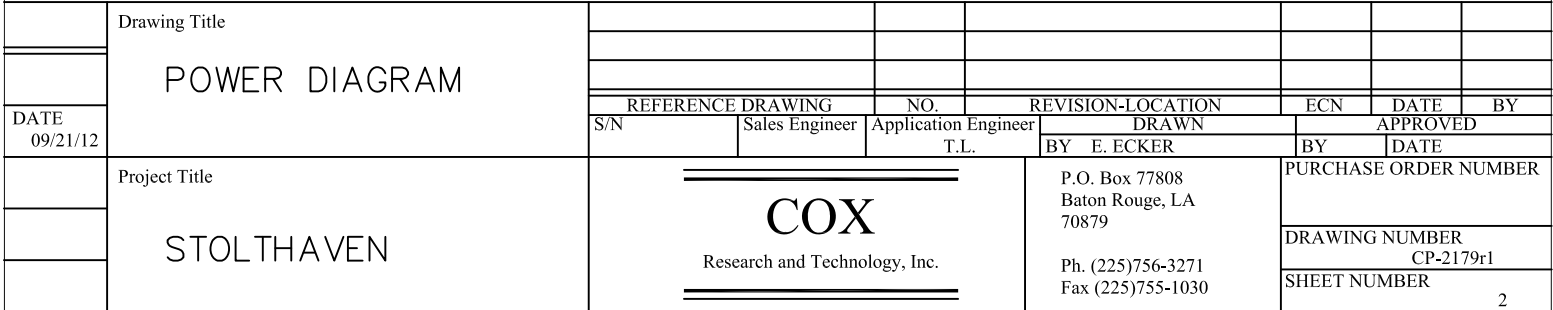 Drawing Title
POWER DIAGRAM
DATE
09/21/12
REFERENCE DRAWING NO. REVISION-LOCATION ECN DATE BY
S/N Sales Engineer Application Engineer DRAWN APPROVED
T.L. BY E. ECKER BY DATE
Project Title
STOLTHAVEN
COX
Research and Technology, Inc.
P.O. Box 77808
Baton Rouge, LA
70879
Ph. (225)756-3271
Fax (225)755-1030
PURCHASE ORDER NUMBER
DRAWING NUMBER
CP-2179r1
SHEET NUMBER
2